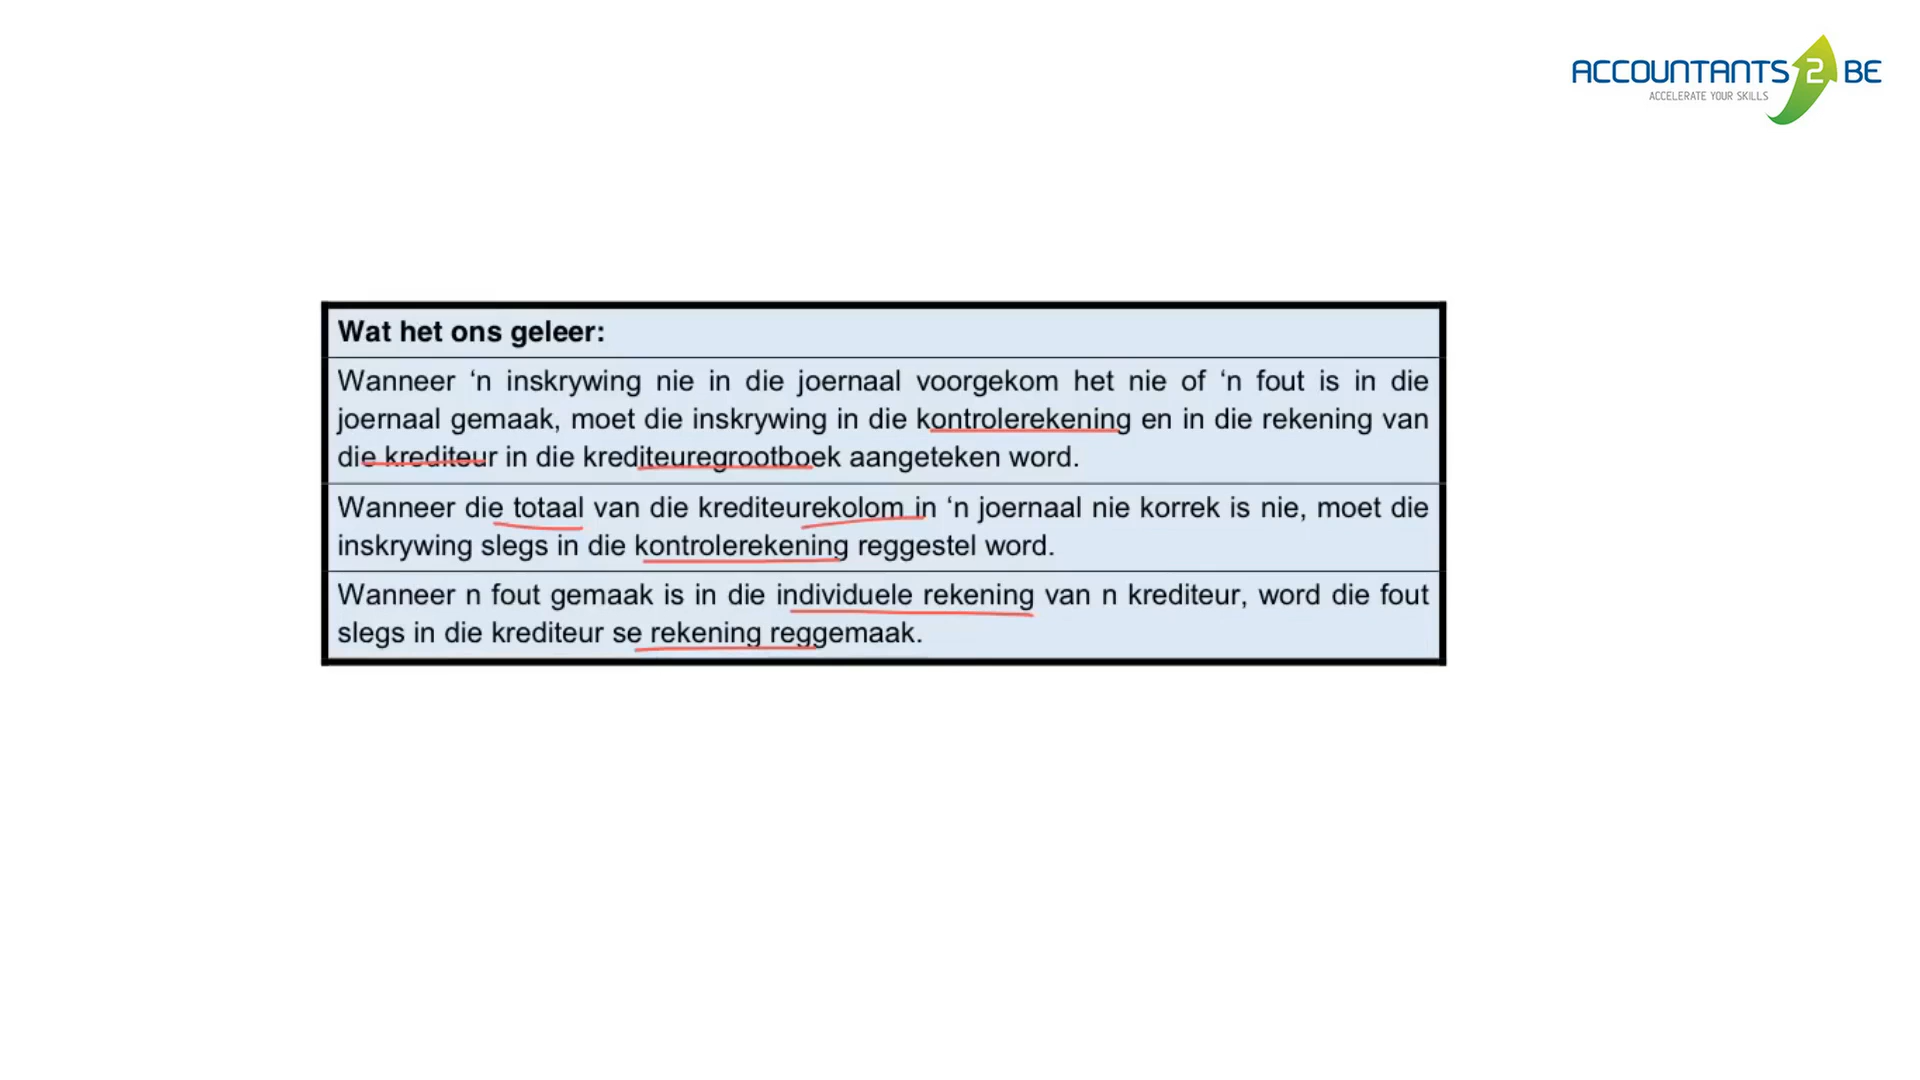 ACCOUNTANTS 2 BE
ACCELERATE YOUR SKILLS
Wat het ons geleer:
Wanneer ‘n inskrywing nie in die joernaal voorgekom het nie of ‘n fout is in die
joernaal gemaak, moet die inskrywing in die kontrolerekening en in die rekening van
die krediteur in die krediteuregrootboek aangeteken word.
Wanneer die totaal van die krediteurekolom in ‘n joernaal nie korrek is nie, moet die
inskrywing slegs in die kontrolerekening reggestel word.
Wanneer n fout gemaak is in die individuele rekening van n krediteur, word die fout
slegs in die krediteur se rekening reggemaak.